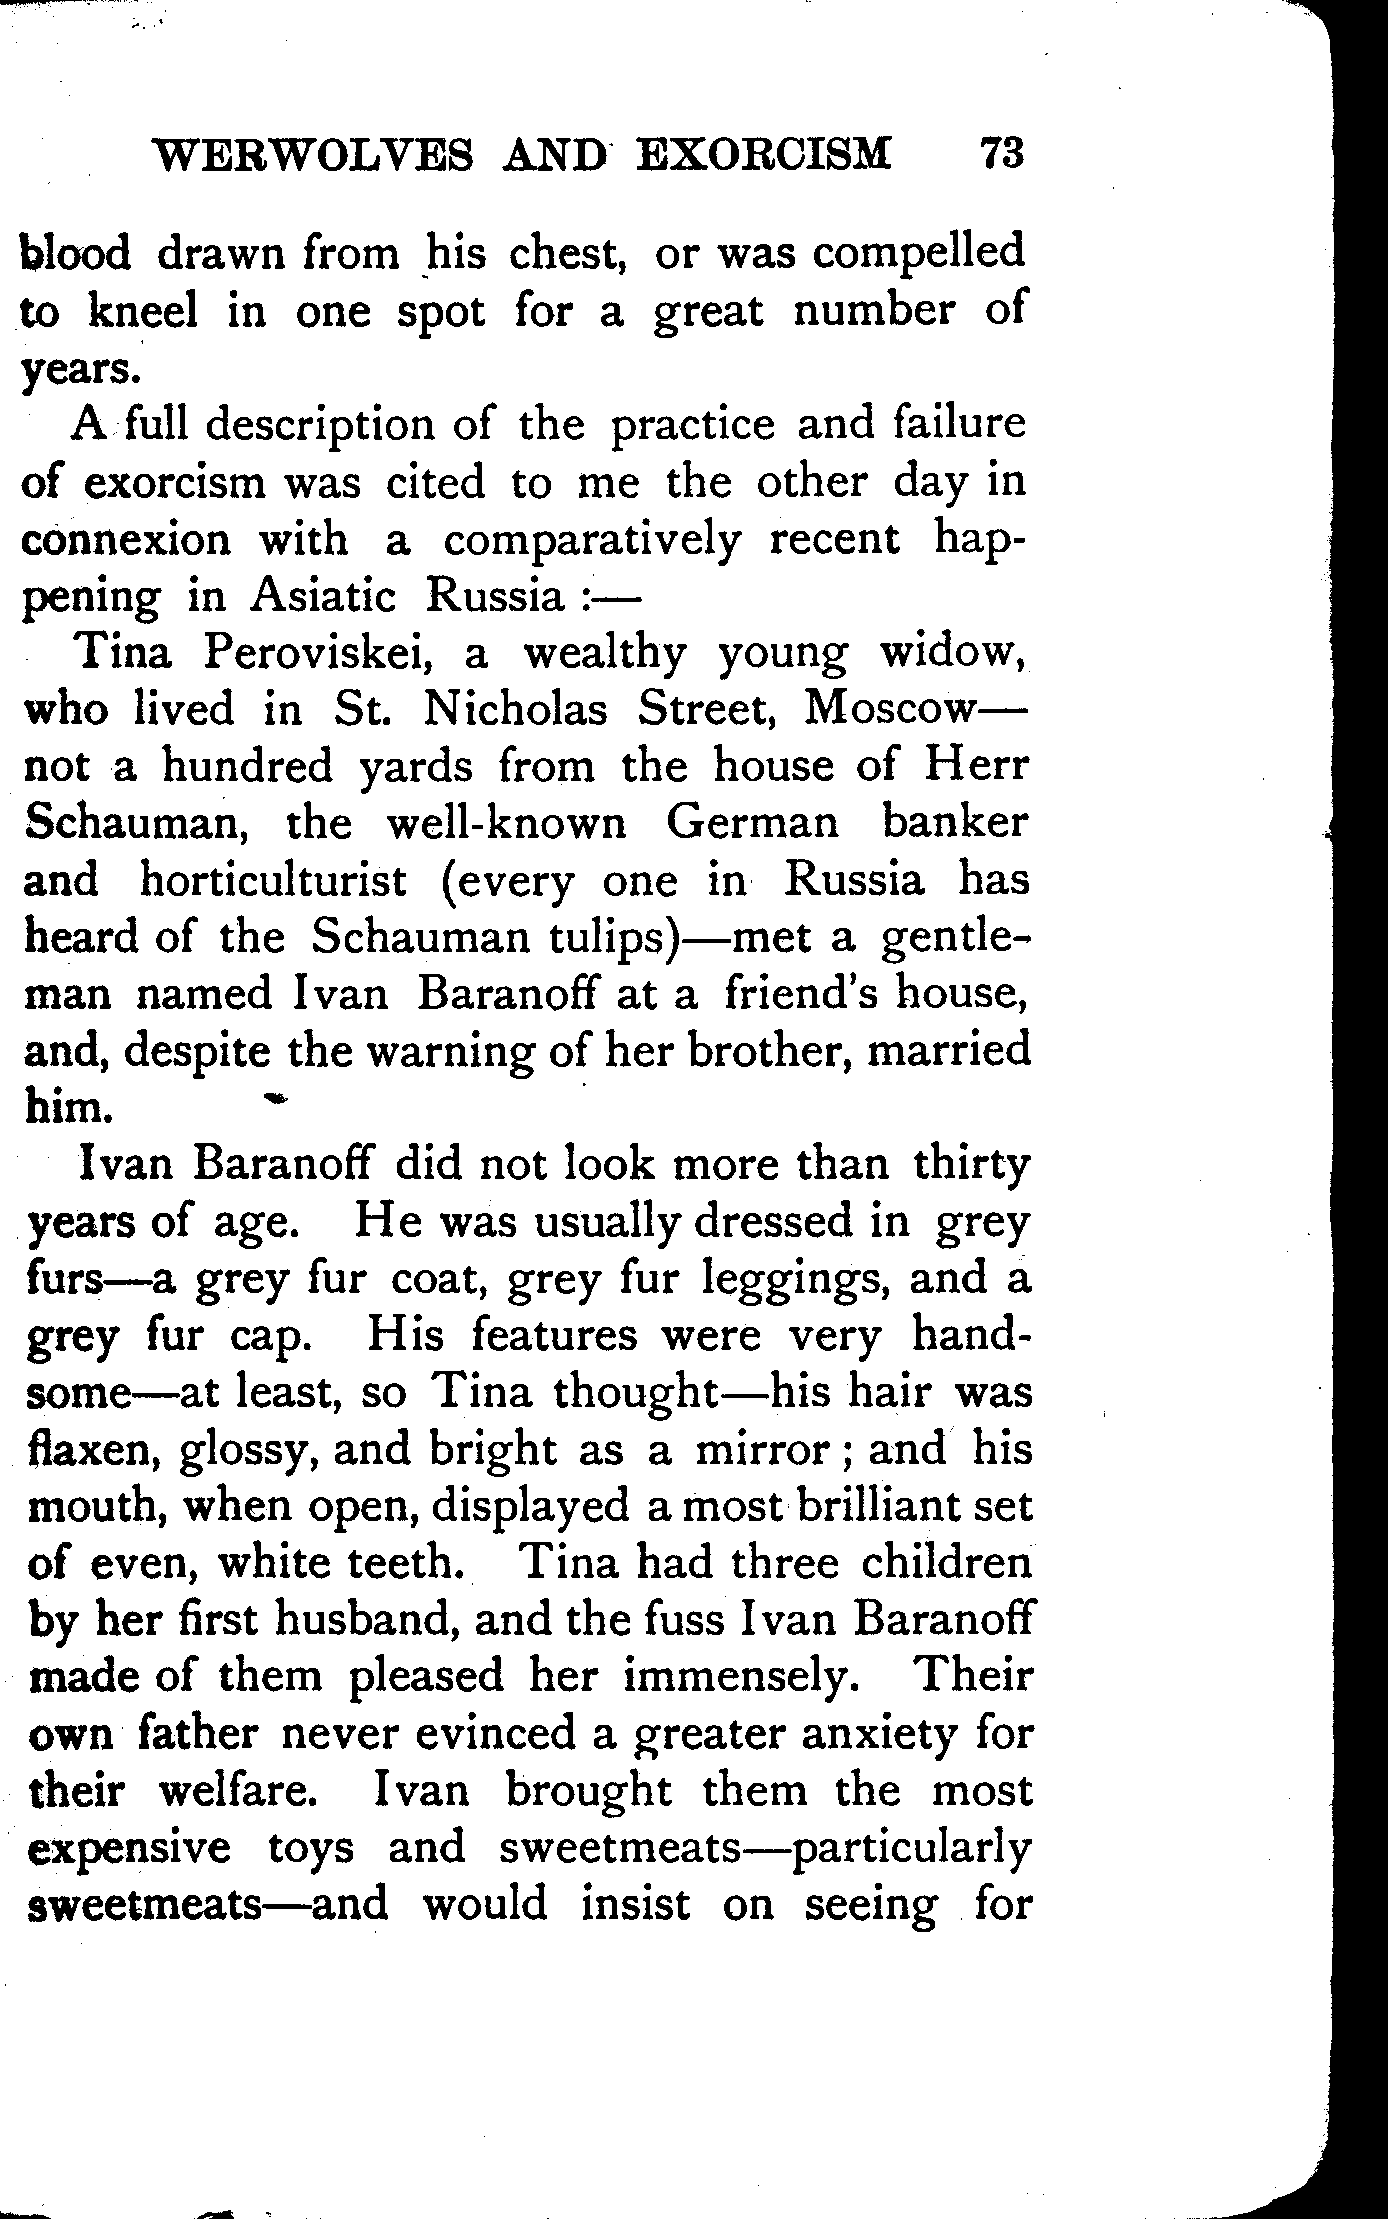 WERWOLVES AND EXORCISM 73
blood drawn from his chest, or was compelled
to kneel in one spot for a great number of
years.
A full description of the practice and failure
of exorcism was cited to me the other day in
connexion with a comparatively recent hap-
pening in Asiatic Russia :—
Tina Peroviskei, a wealthy young widow,
who lived in St. Nicholas Street, Moscow—
not a hundred yards from the house of Herr
Schauman, the well-known German banker
and horticulturist (every one in Russia has
heard of the Schauman tulips)—met a gentle-
man named Ivan Baranoff at a friend's house,
and, despite the warning of her brother, married
him.
Ivan Baranoff did not look more than thirty
years of age. He was usually dressed in grey
furs—a grey fur coat, grey fur leggings, and a
grey fur cap. His features were very hand-
some—at least, so Tina thought—his hair was
flaxen, glossy, and bright as a mirror ; and his
mouth, when open, displayed a most brilliant set
of even, white teeth. Tina had three children
by her first husband, and the fuss Ivan Baranoff
made of them pleased her immensely. Their
own father never evinced a greater anxiety for
their welfare. Ivan brought them the most
expensive toys and sweetmeats—particularly
sweetmeats—and would insist on seeing for